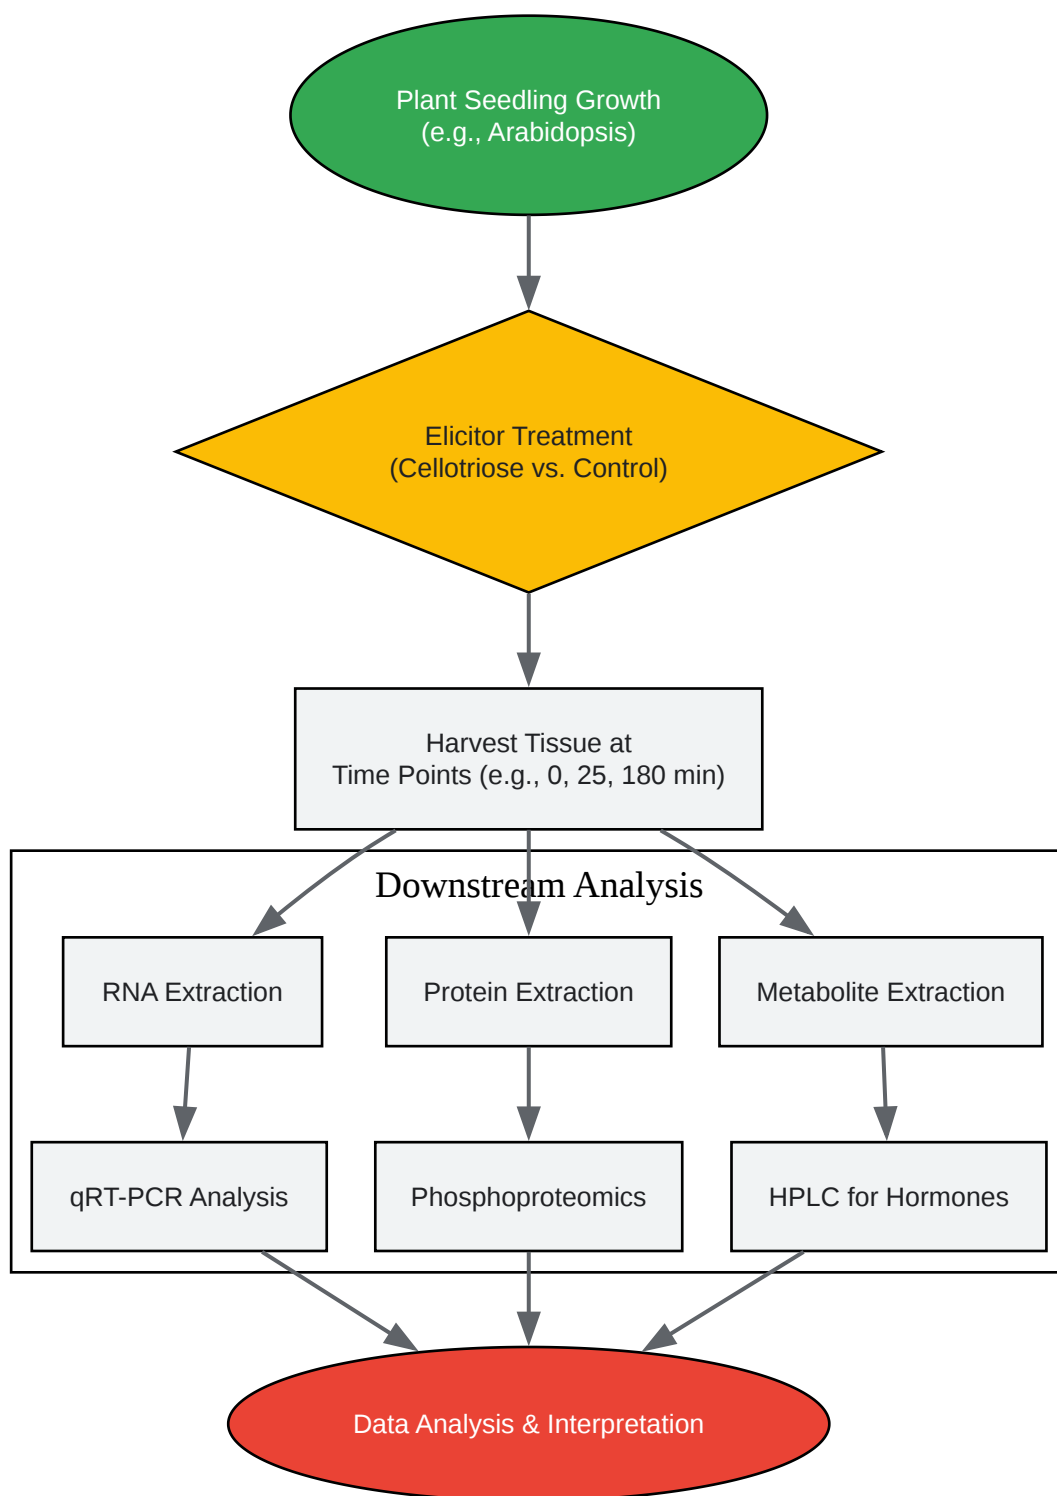 Plant Seedling Growth
(e.g., Arabidopsis)
Elicitor Treatment
(Cellotriose vs. Control)
Harvest Tissue at
Time Points (e.g., 0, 25, 180 min)
Downstream Analysis
RNA Extraction
Protein Extraction
Metabolite Extraction
qRT-PCR Analysis
Phosphoproteomics
HPLC for Hormones
Data Analysis & Interpretation